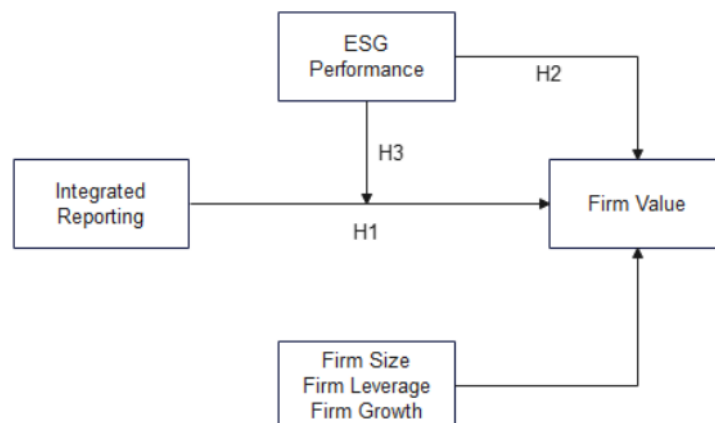 ESG
Performance
H2
H3
Integrated
Reporting
Firm Value
H1
Firm Size
Firm Leverage
Firm Growth